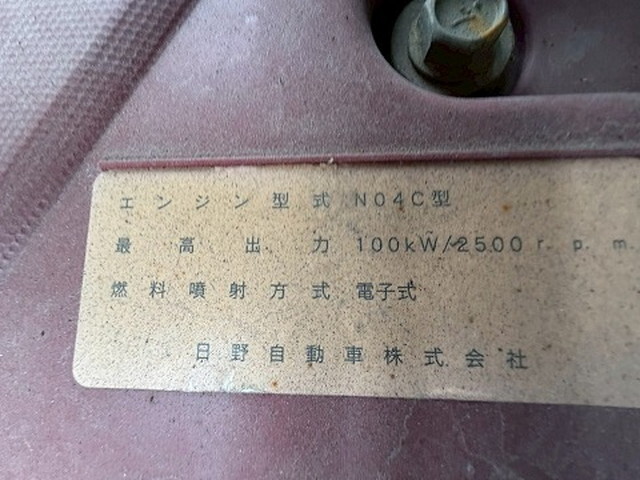 エンジン型式 N04C型
最高出力 100kW/2500r.p.m.
燃料噴射方式 電子式
日野自動車株式会社